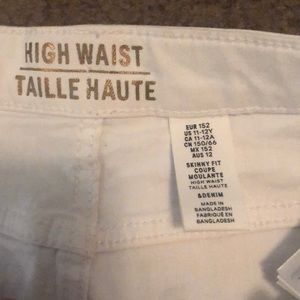 HIGH WAIST
TAILLE HAUTE
EUR 152
US 11-12Y
CA 11-12A
CN 150/66
MX 152
AUS 12
SKINNY FIT
COUPE
MOULANTE
HIGH WAIST
TAILLE HAUTE
&DENIM
MADE IN
BANGLADESH
FABRIQUÉ EN
BANGLADESH